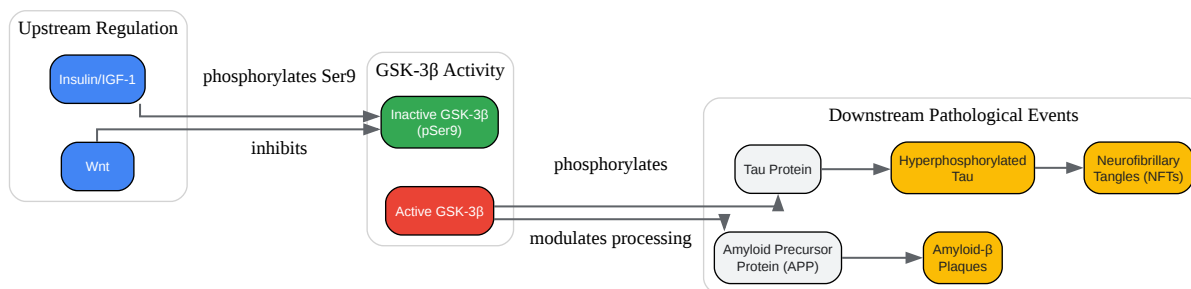 Upstream Regulation
Insulin/IGF-1
Wnt
phosphorylates Ser9
inhibits
GSK-3β Activity
Inactive GSK-3β
(pSer9)
Active GSK-3β
phosphorylates
modulates processing
Downstream Pathological Events
Tau Protein
Hyperphosphorylated
Tau
Neurofibrillary
Tangles (NFTs)
Amyloid Precursor
Protein (APP)
Amyloid-β
Plaques